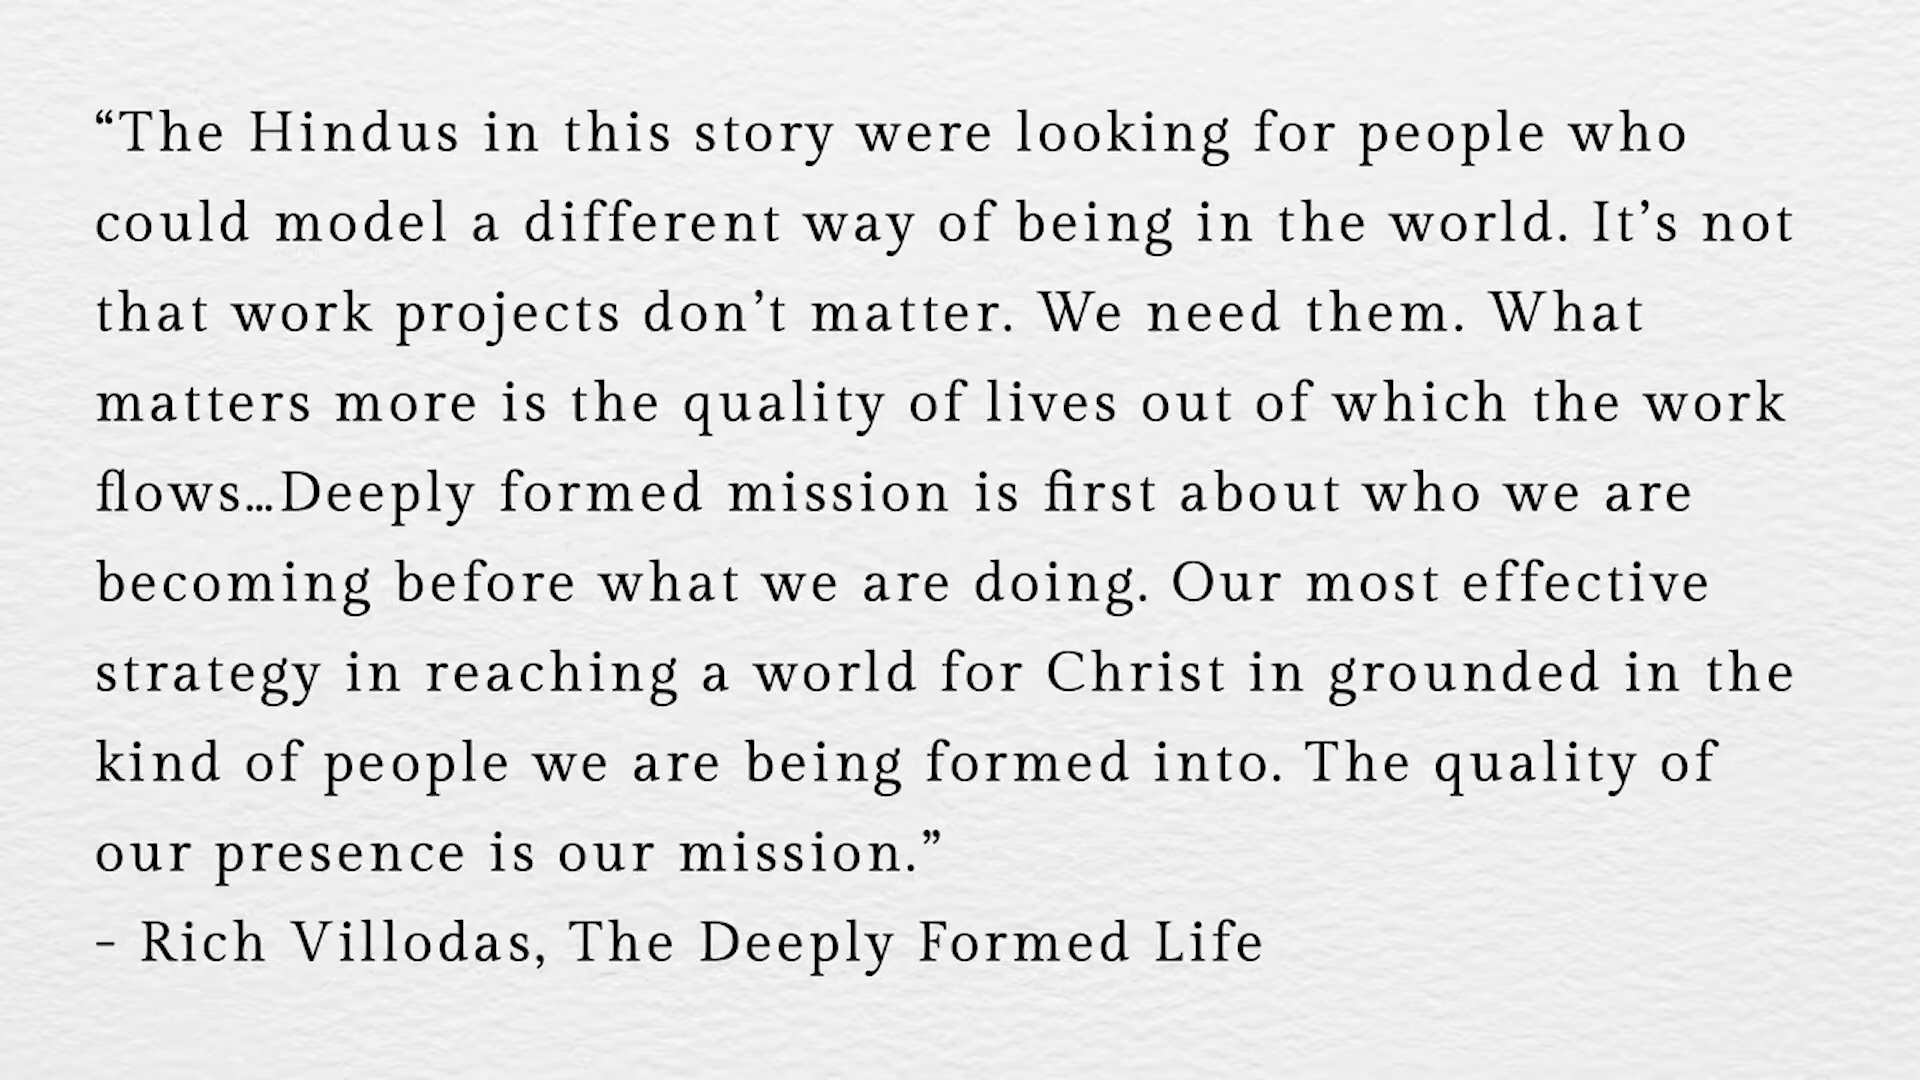 “The Hindus in this story were looking for people who
could model a different way of being in the world. It’s not
that work projects don’t matter. We need them. What
matters more is the quality of lives out of which the work
flows…Deeply formed mission is first about who we are
becoming before what we are doing. Our most effective
strategy in reaching a world for Christ in grounded in the
kind of people we are being formed into. The quality of
our presence is our mission.”
- Rich Villodas, The Deeply Formed Life